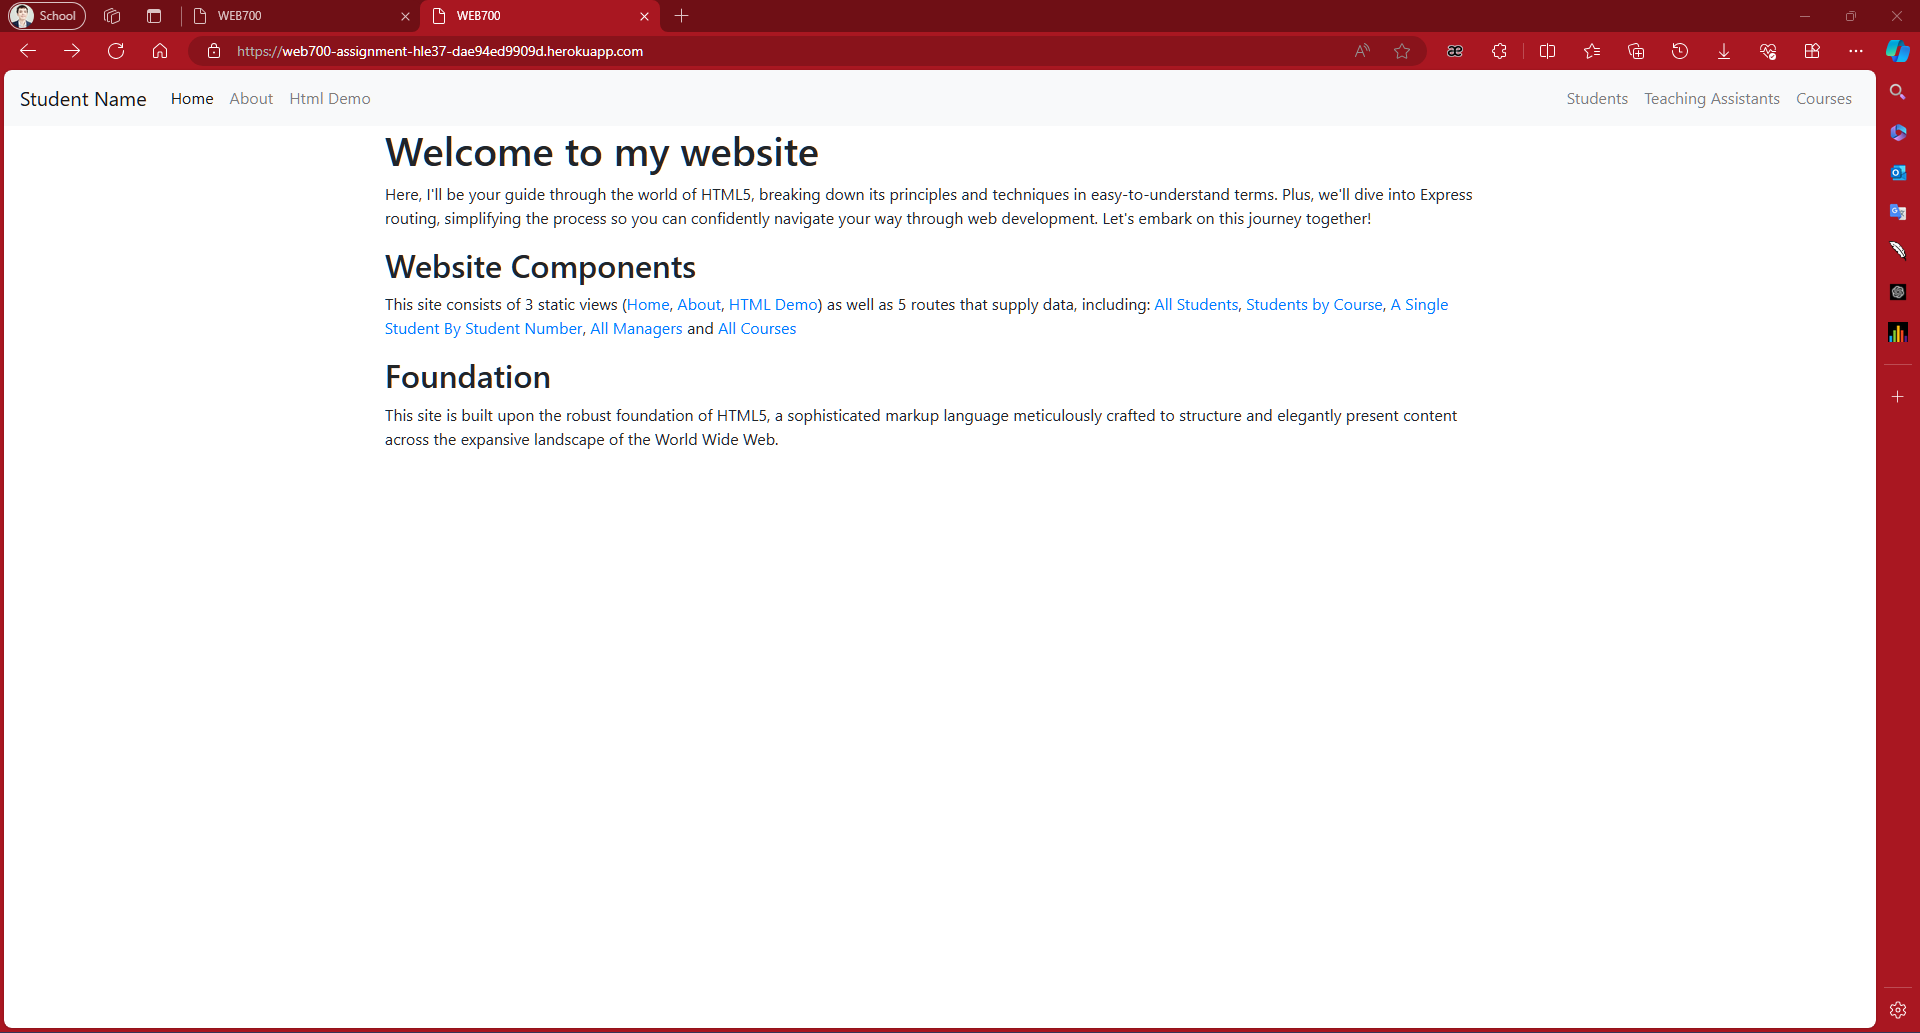 School
WEB700
WEB700
https://web700-assignment-hle37-dae94ed9909d.herokuapp.com
Student Name Home About Html Demo Students Teaching Assistants Courses
Welcome to my website
Here, I'll be your guide through the world of HTML5, breaking down its principles and techniques in easy-to-understand terms. Plus, we'll dive into Express
routing, simplifying the process so you can confidently navigate your way through web development. Let's embark on this journey together!
Website Components
This site consists of 3 static views (Home, About, HTML Demo) as well as 5 routes that supply data, including: All Students, Students by Course, A Single
Student By Student Number, All Managers and All Courses
Foundation
This site is built upon the robust foundation of HTML5, a sophisticated markup language meticulously crafted to structure and elegantly present content
across the expansive landscape of the World Wide Web.